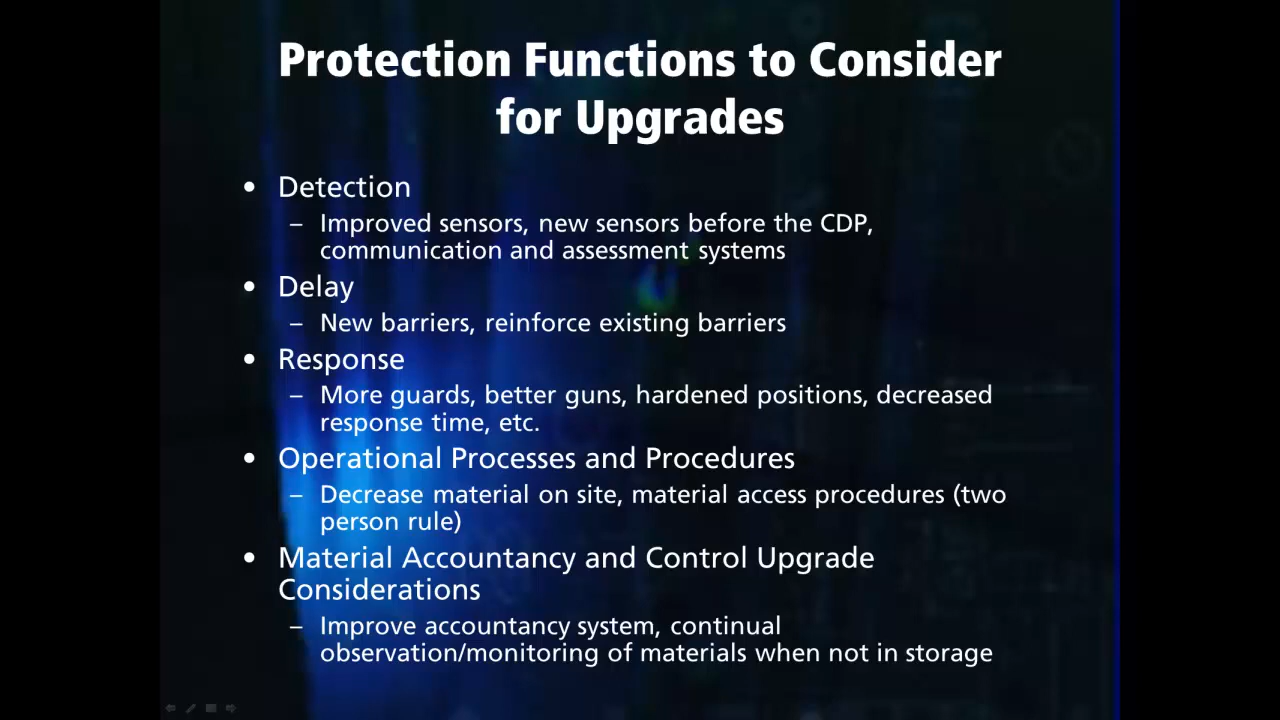 Protection Functions to Consider
for Upgrades
• Detection
– Improved sensors, new sensors before the CDP,
communication and assessment systems
• Delay
– New barriers, reinforce existing barriers
• Response
– More guards, better guns, hardened positions, decreased
response time, etc.
• Operational Processes and Procedures
– Decrease material on site, material access procedures (two
person rule)
• Material Accountancy and Control Upgrade
Considerations
– Improve accountancy system, continual
observation/monitoring of materials when not in storage